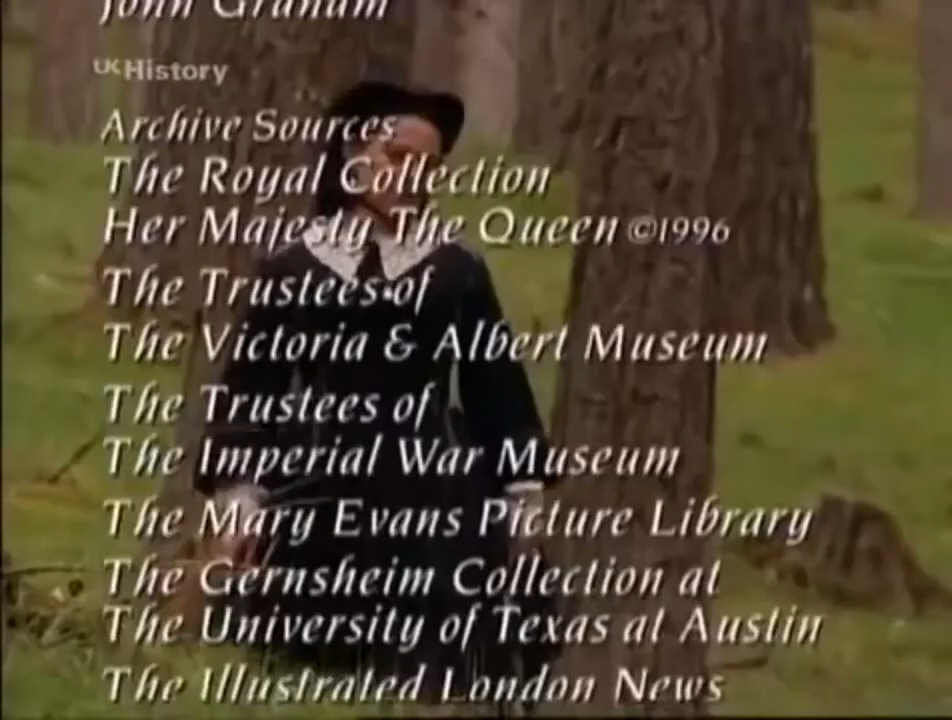 John Graham
UK History
Archive Sources
The Royal Collection
Her Majesty The Queen ©1996
The Trustees of
The Victoria & Albert Museum
The Trustees of
The Imperial War Museum
The Mary Evans Picture Library
The Gernsheim Collection at
The University of Texas at Austin
The Illustrated London News